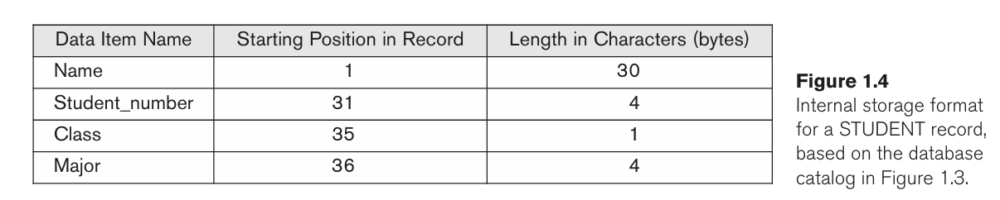 Data Item Name Starting Position in Record Length in Characters (bytes)
Name 1 30
Student_number 31 4
Class 35 1
Major 36 4
Figure 1.4
Internal storage format
for a STUDENT record,
based on the database
catalog in Figure 1.3.